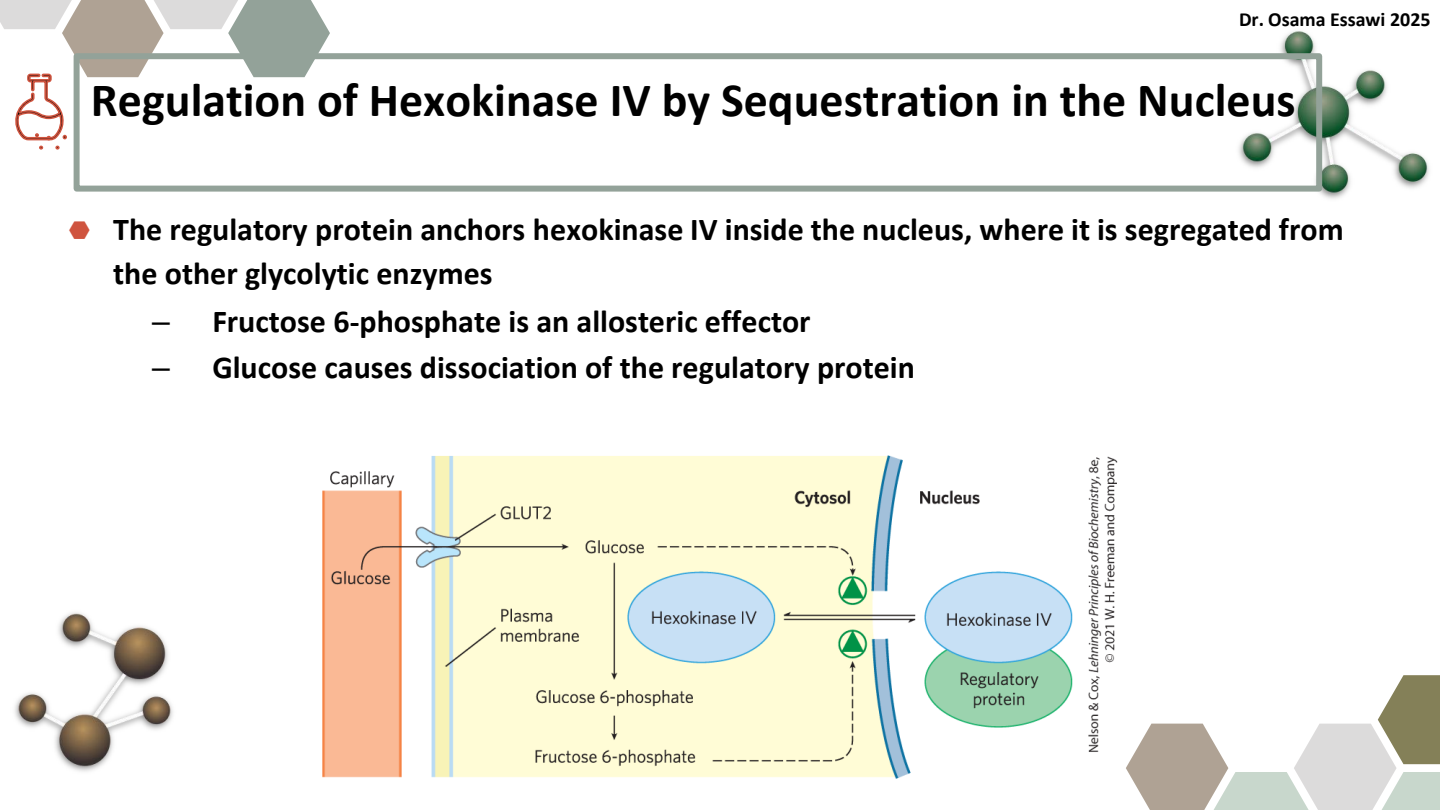 Dr. Osama Essawi 2025
Regulation of Hexokinase IV by Sequestration in the Nucleus
The regulatory protein anchors hexokinase IV inside the nucleus, where it is segregated from
the other glycolytic enzymes
– Fructose 6-phosphate is an allosteric effector
– Glucose causes dissociation of the regulatory protein
Capillary
Glucose
GLUT2
Plasma
membrane
Glucose
Cytosol
Nucleus
Hexokinase IV
Hexokinase IV
Regulatory
protein
Glucose 6-phosphate
Fructose 6-phosphate
Nelson & Cox, Lehninger Principles of Biochemistry, 8e,
© 2021 W. H. Freeman and Company